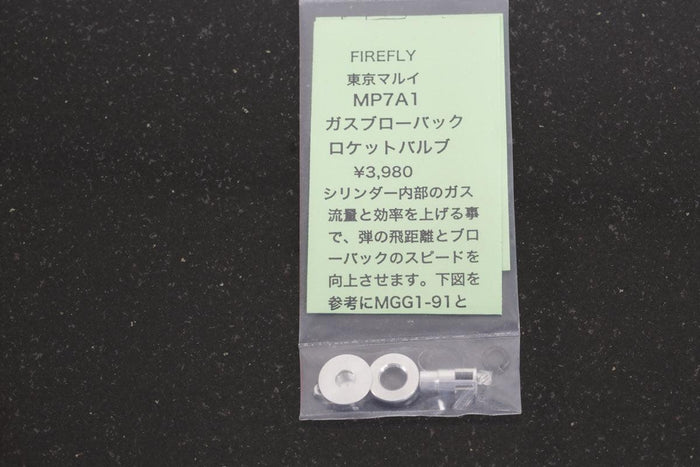 FIREFLY
東京マルイ
MP7A1
ガスブローバック
ロケットバルブ
¥3,980
シリンダー内部のガス
流量と効率を上げる事
で、弾の飛距離とブロ
ーバックのスピードを
向上させます。下図を
参考にMGG1-91と